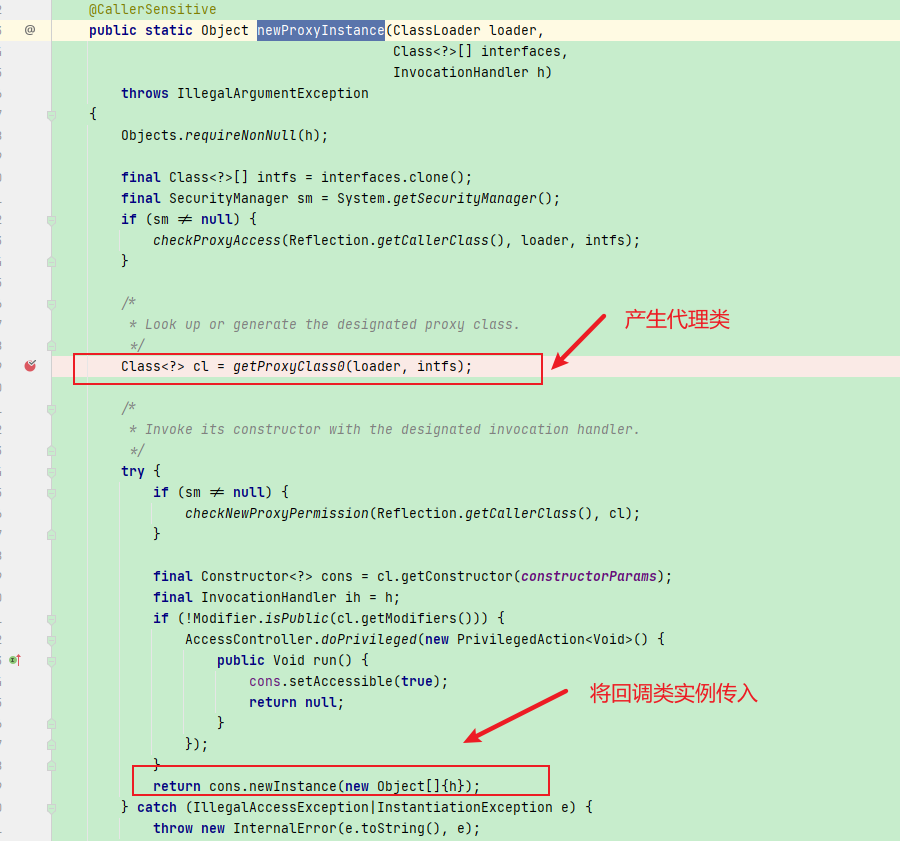 @CallerSensitive
@ public static Object newProxyInstance(ClassLoader loader,
Class<?>[] interfaces,
InvocationHandler h)
throws IllegalArgumentException
{
Objects.requireNonNull(h);
final Class<?>[] intfs = interfaces.clone();
final SecurityManager sm = System.getSecurityManager();
if (sm ≠ null) {
checkProxyAccess(Reflection.getCallerClass(), loader, intfs);
}
/*
* Look up or generate the designated proxy class.
*/
产生代理类
Class<?> cl = getProxyClass0(loader, intfs);
/*
* Invoke its constructor with the designated invocation handler.
*/
try {
if (sm ≠ null) {
checkNewProxyPermission(Reflection.getCallerClass(), cl);
}
final Constructor<?> cons = cl.getConstructor(constructorParams);
final InvocationHandler ih = h;
if (!Modifier.isPublic(cl.getModifiers())) {
AccessController.doPrivileged(new PrivilegedAction<Void>() {
public Void run() {
cons.setAccessible(true);
return null;
}
});
}
将回调类实例传入
return cons.newInstance(new Object[]{h});
} catch (IllegalAccessException|InstantiationException e) {
throw new InternalError(e.toString(), e);